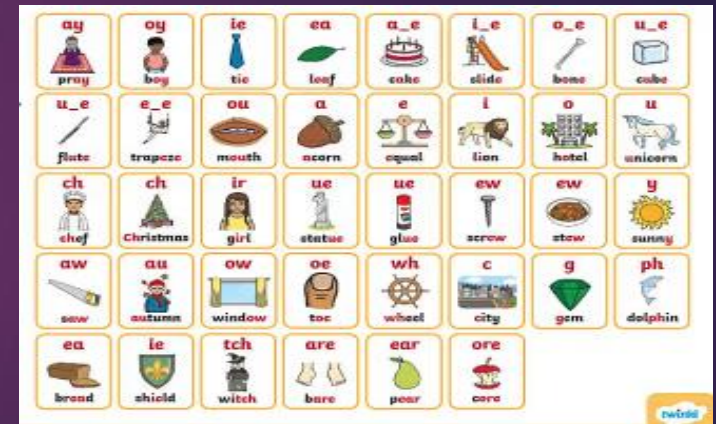 ay oy ie ea a_e i_e o_e u_e
pray boy tie leaf cake slide bone cube
u_e e_e ou a e i o u
flute trapeze mouth acorn equal lion hotel unicorn
ch ch ir ue ue ew ew y
chef Christmas girl statue glue screw stew sunny
aw au ow oe wh c g ph
saw autumn window toe wheel city gem dolphin
ea ie tch are ear ore
bread shield witch bare pear core
twinkl